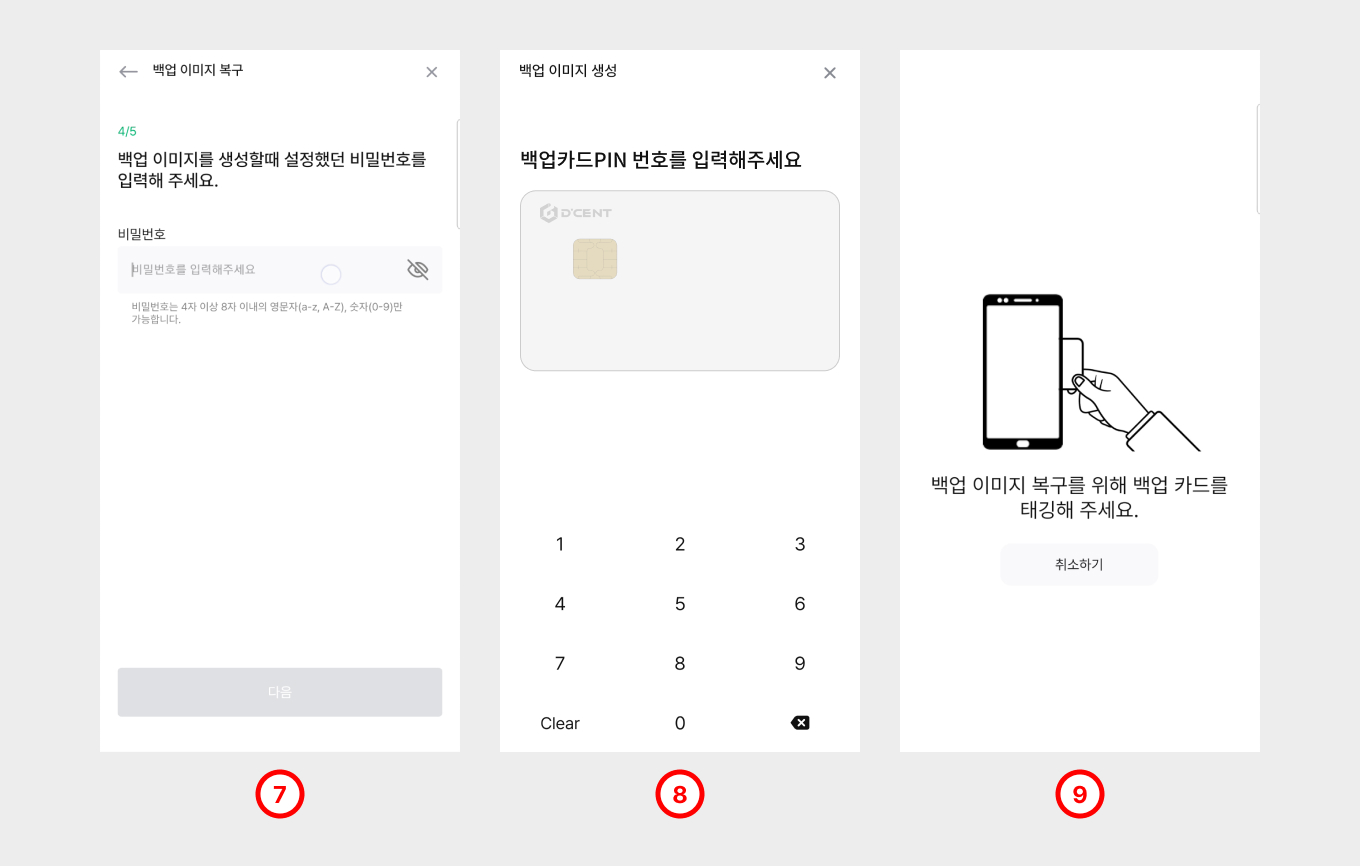 백업 이미지 복구
4/5
백업 이미지를 생성할때 설정했던 비밀번호를
입력해 주세요.
비밀번호
비밀번호를 입력해주세요
비밀번호는 4자 이상 8자 이내의 영문자(a-z, A-Z), 숫자(0-9)만
가능합니다.
다음
7
백업 이미지 생성
백업카드PIN 번호를 입력해주세요
D'CENT
1 2 3
4 5 6
7 8 9
Clear 0
8
백업 이미지 복구를 위해 백업 카드를
태깅해 주세요.
취소하기
9